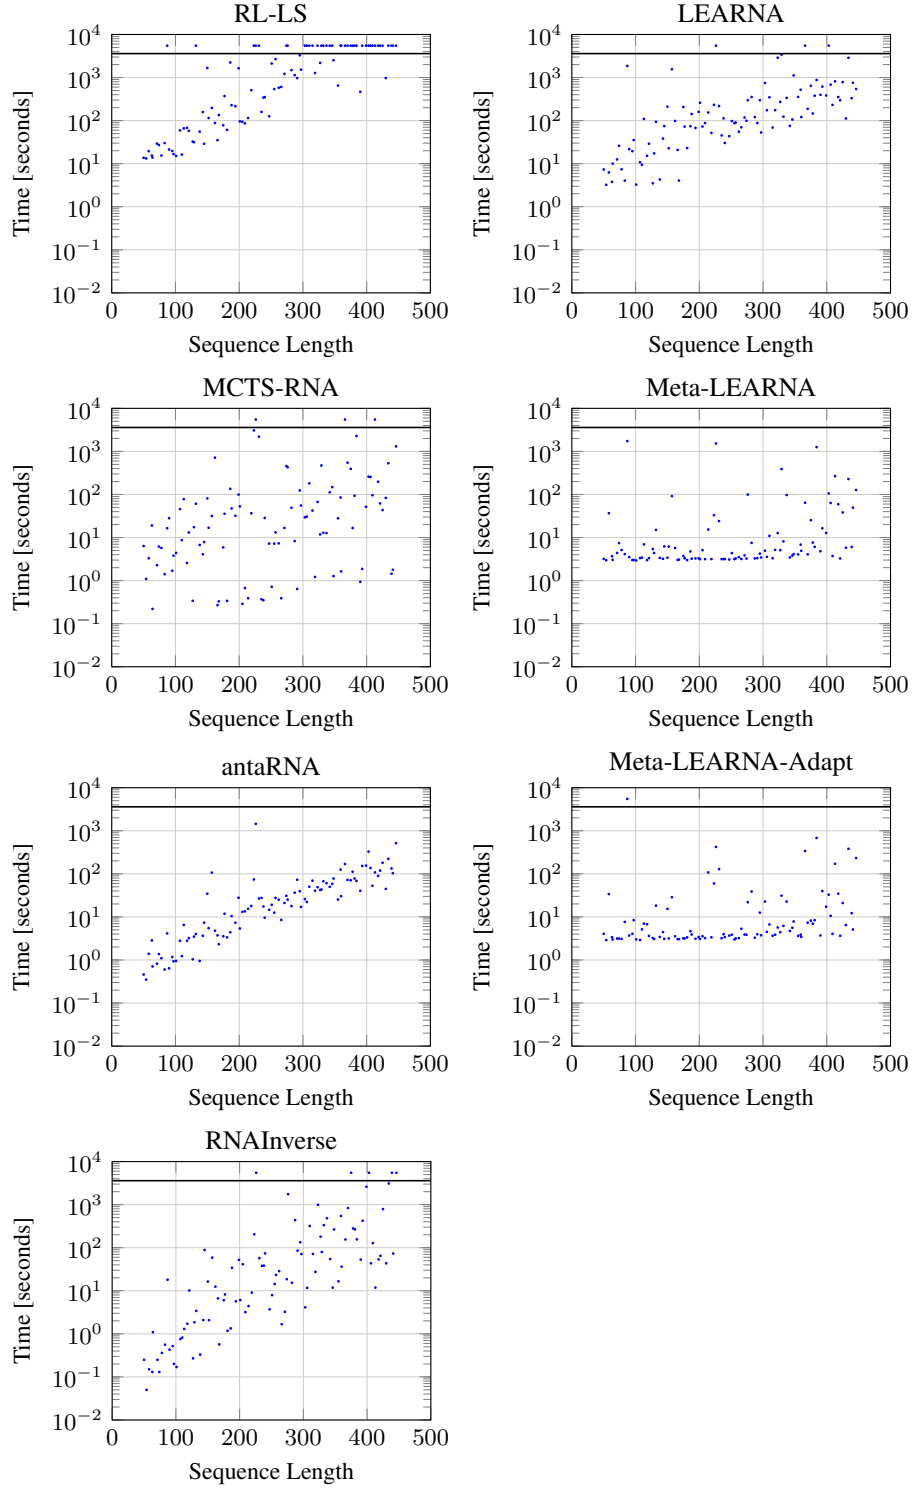 RL-LS
10^4
10^3
10^2
10^1
10^0
10^−1
10^−2
0 100 200 300 400 500
Time [seconds]
Sequence Length
LEARNA
10^4
10^3
10^2
10^1
10^0
10^−1
10^−2
0 100 200 300 400 500
Time [seconds]
Sequence Length
MCTS-RNA
10^4
10^3
10^2
10^1
10^0
10^−1
10^−2
0 100 200 300 400 500
Time [seconds]
Sequence Length
Meta-LEARNA
10^4
10^3
10^2
10^1
10^0
10^−1
10^−2
0 100 200 300 400 500
Time [seconds]
Sequence Length
antaRNA
10^4
10^3
10^2
10^1
10^0
10^−1
10^−2
0 100 200 300 400 500
Time [seconds]
Sequence Length
Meta-LEARNA-Adapt
10^4
10^3
10^2
10^1
10^0
10^−1
10^−2
0 100 200 300 400 500
Time [seconds]
Sequence Length
RNAInverse
10^4
10^3
10^2
10^1
10^0
10^−1
10^−2
0 100 200 300 400 500
Time [seconds]
Sequence Length